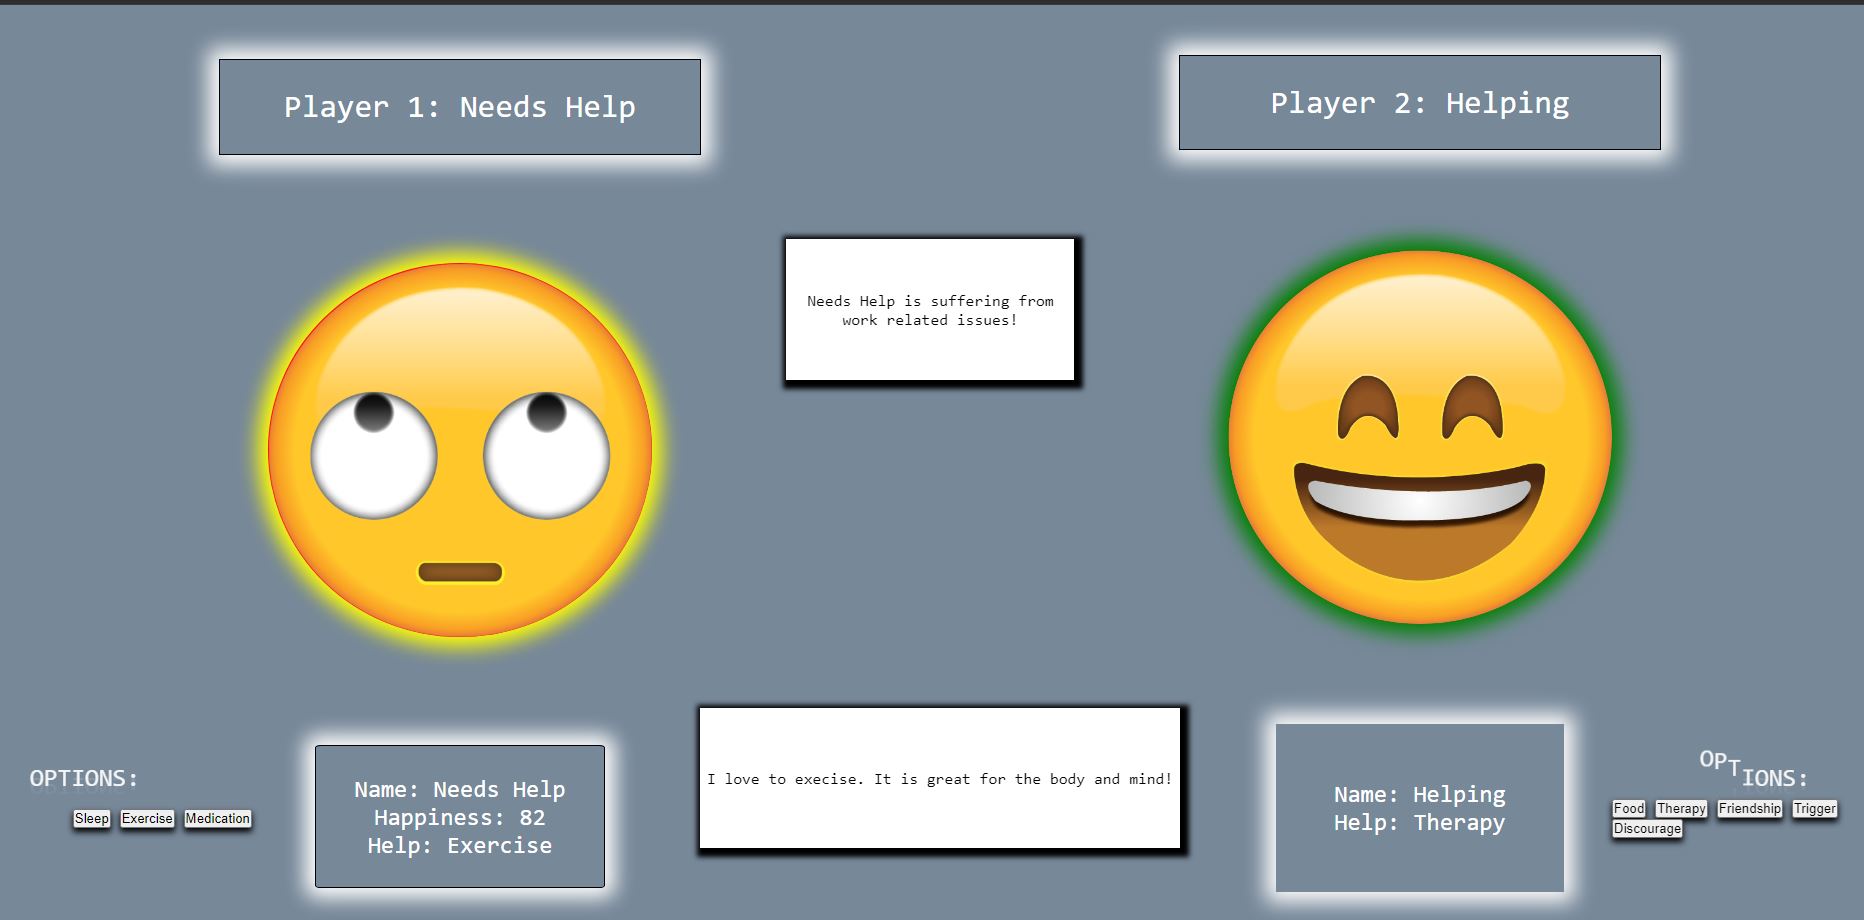 Player 1: Needs Help
Player 2: Helping
Needs Help is suffering from
work related issues!
OPTIONS:
Sleep Exercise Medication
Name: Needs Help
Happiness: 82
Help: Exercise
I love to execise. It is great for the body and mind!
Name: Helping
Help: Therapy
OPTIONS:
Food Therapy Friendship Trigger
Discourage